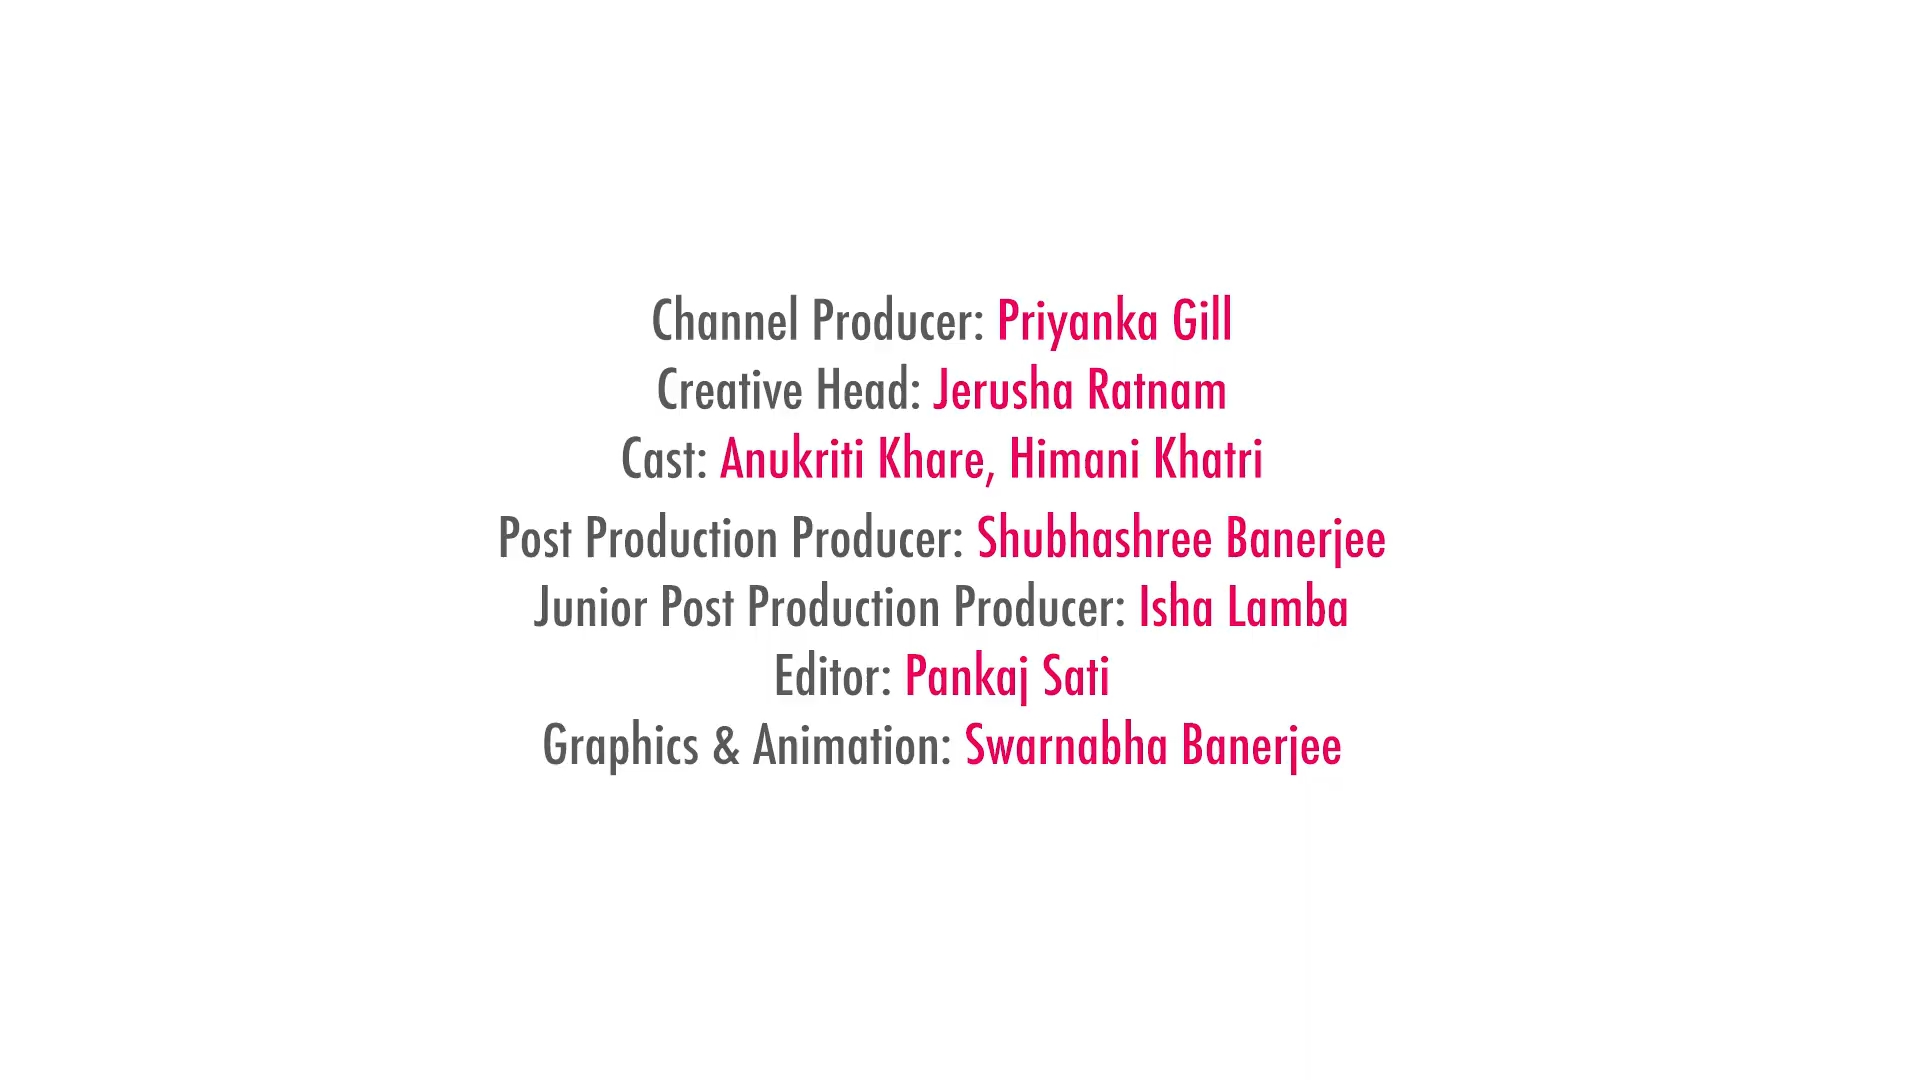 Channel Producer: Priyanka Gill
Creative Head: Jerusha Ratnam
Cast: Anukriti Khare, Himani Khatri
Post Production Producer: Shubhashree Banerjee
Junior Post Production Producer: Isha Lamba
Editor: Pankaj Sati
Graphics & Animation: Swarnabha Banerjee